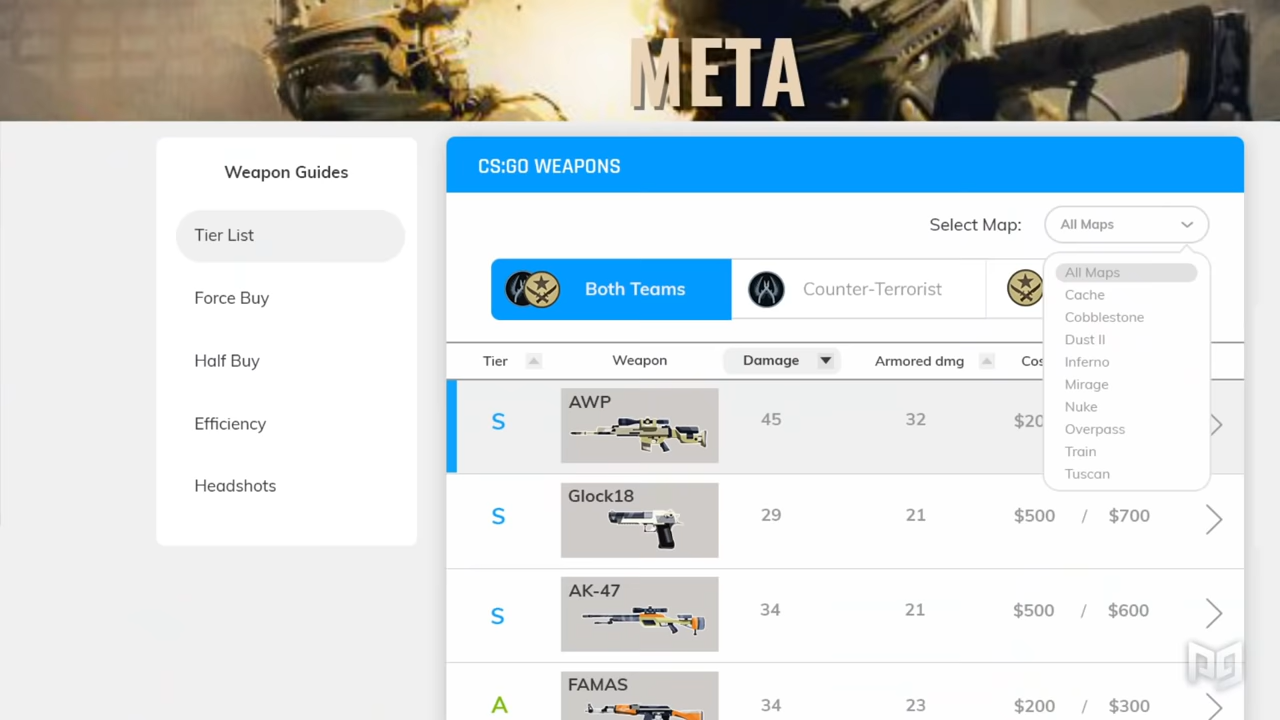 META
Weapon Guides
Tier List
Force Buy
Half Buy
Efficiency
Headshots
CS:GO WEAPONS
Select Map: All Maps
All Maps
Cache
Cobblestone
Dust II
Inferno
Mirage
Nuke
Overpass
Train
Tuscan
Both Teams Counter-Terrorist
Tier Weapon Damage Armored dmg Cos
S AWP 45 32 $20
S Glock18 29 21 $500 / $700
S AK-47 34 21 $500 / $600
A FAMAS 34 23 $200 / $300
PG